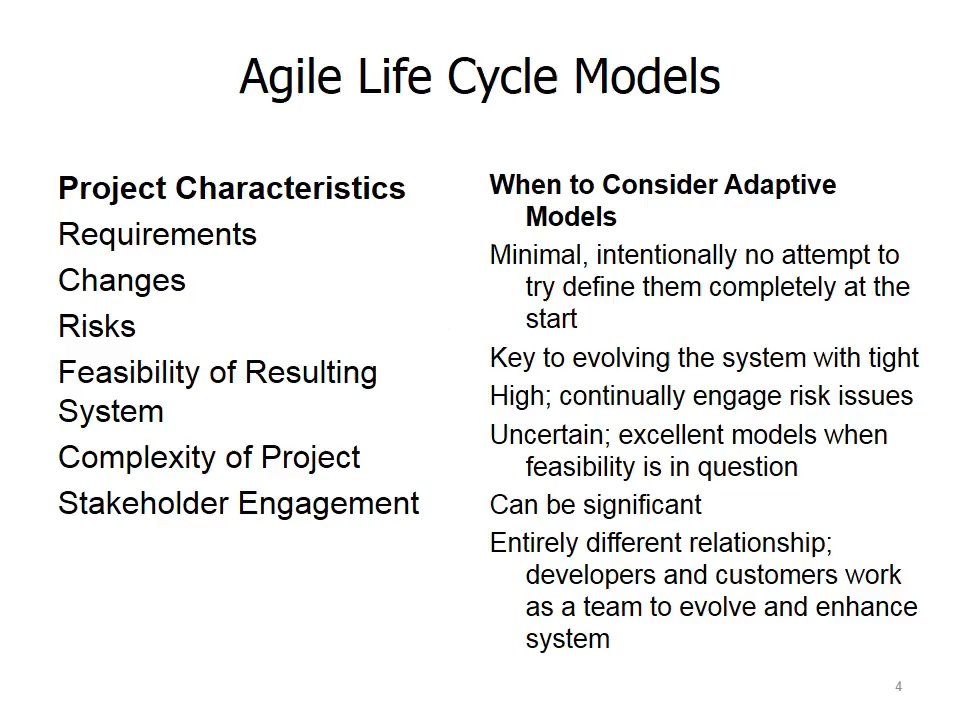 Agile Life Cycle Models
Project Characteristics
Requirements
Changes
Risks
Feasibility of Resulting
System
Complexity of Project
Stakeholder Engagement
When to Consider Adaptive
Models
Minimal, intentionally no attempt to
try define them completely at the
start
Key to evolving the system with tight
High; continually engage risk issues
Uncertain; excellent models when
feasibility is in question
Can be significant
Entirely different relationship;
developers and customers work
as a team to evolve and enhance
system
4